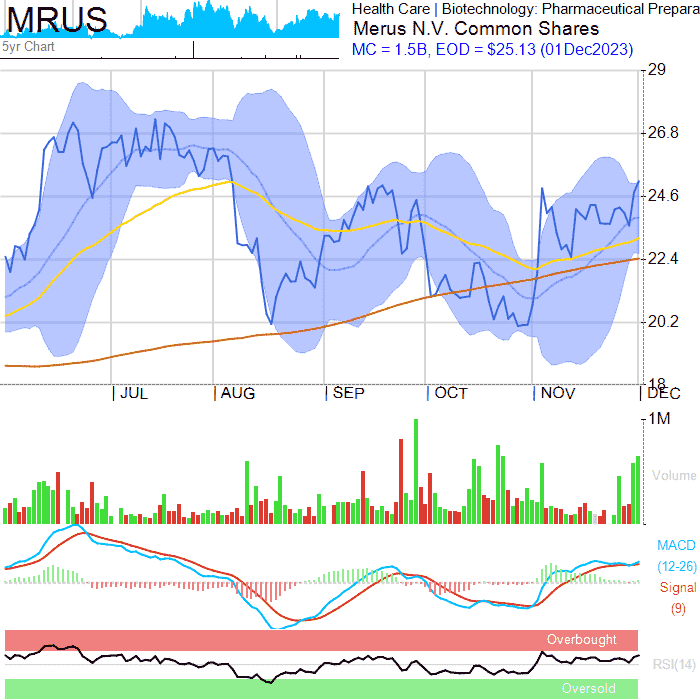 MRUS
Health Care | Biotechnology: Pharmaceutical Prepara
Merus N.V. Common Shares
5yr Chart
MC = 1.5B, EOD = $25.13 (01Dec2023)
29
26.8
24.6
22.4
20.2
18
JUL AUG SEP OCT NOV DEC
1M
Volume
MACD
(12-26)
Signal
(9)
Overbought
RSI(14)
Oversold